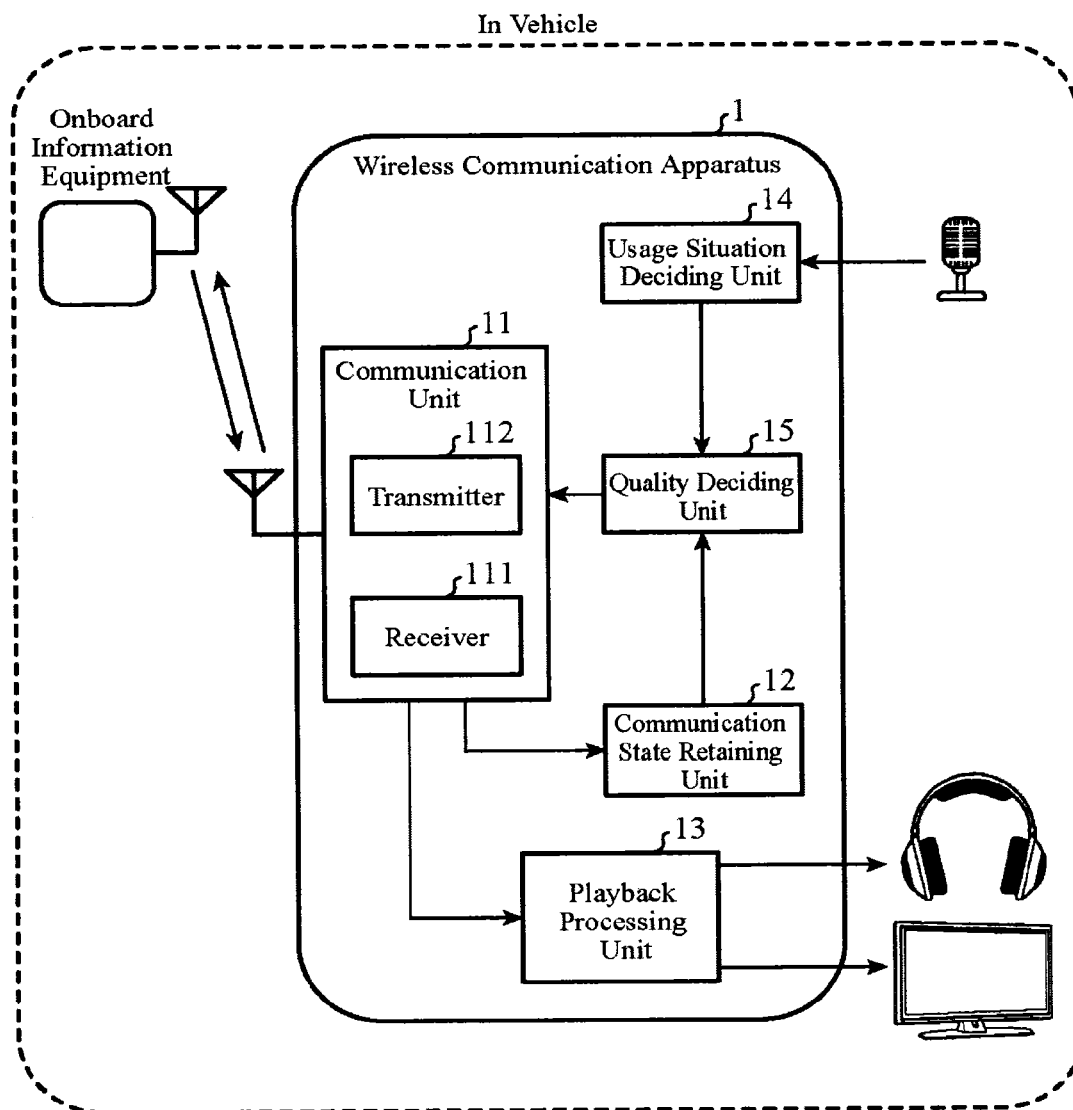 In Vehicle
Onboard
Information
Equipment
1
Wireless Communication Apparatus
14
Usage Situation
Deciding Unit
11
Communication
Unit
112
Transmitter
15
Quality Deciding
Unit
111
Receiver
12
Communication
State Retaining
Unit
13
Playback
Processing
Unit